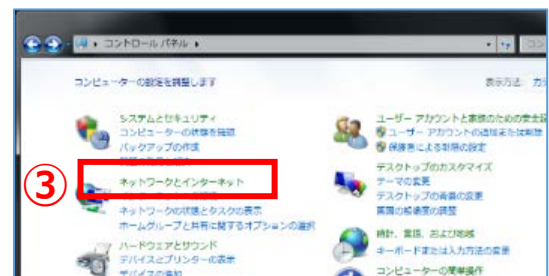 コントロール パネル
コン
コンピューターの設定を調整します
表示方法:
システムとセキュリティ
コンピューターの状態を確認
バックアップの作成
③
ネットワークとインターネット
ネットワークの状態とタスクの表示
ホームグループと共有に関するオプションの選択
ハードウェアとサウンド
デバイスとプリンターの表示
デバイスの追加
ユーザー アカウントと家族のための安全設
ユーザー アカウントの追加または削除
保護者による制限の設定
デスクトップのカスタマイズ
テーマの変更
デスクトップの背景の変更
画面の解像度の調整
時計、言語、および地域
キーボードまたは入力方法の変更
コンピューターの簡単操作